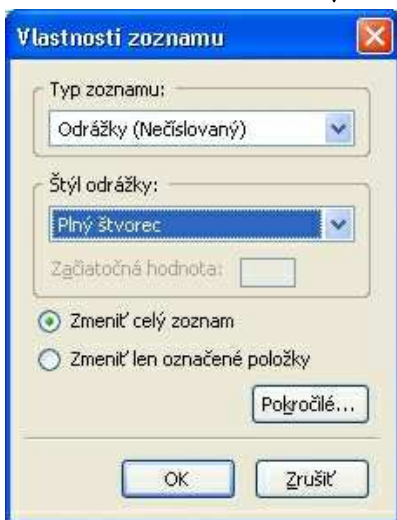 Vlastnosti zoznamu
Typ zoznamu:
Odrážky (Nečíslovaný)
Štýl odrážky:
Plný štvorec
Začiatočná hodnota:
Zmeniť celý zoznam
Zmeniť len označené položky
Pokročilé...
OK
Zrušiť